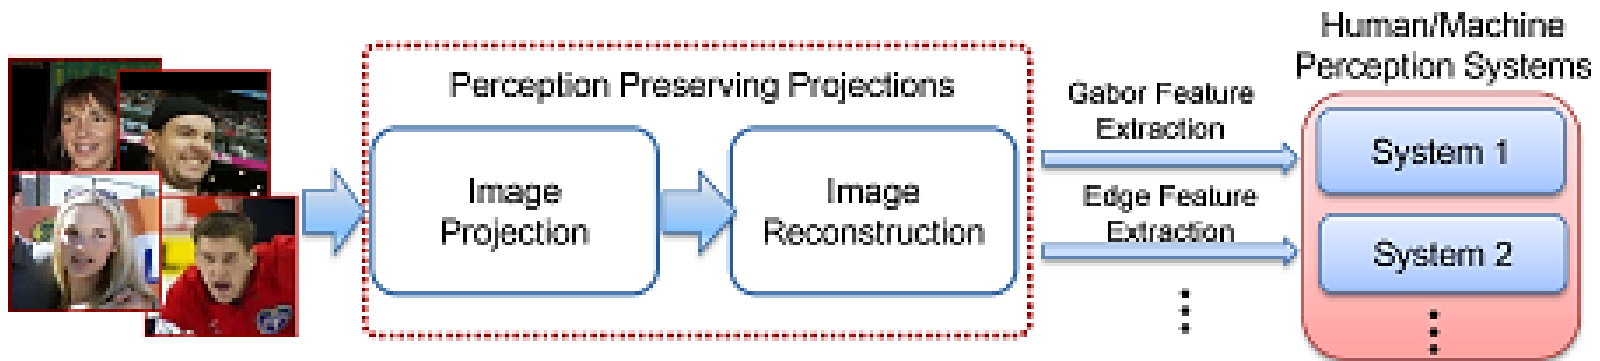 Human/Machine
Perception Systems
Perception Preserving Projections
Gabor Feature
Extraction
System 1
Image
Projection
Image
Reconstruction
Edge Feature
Extraction
System 2